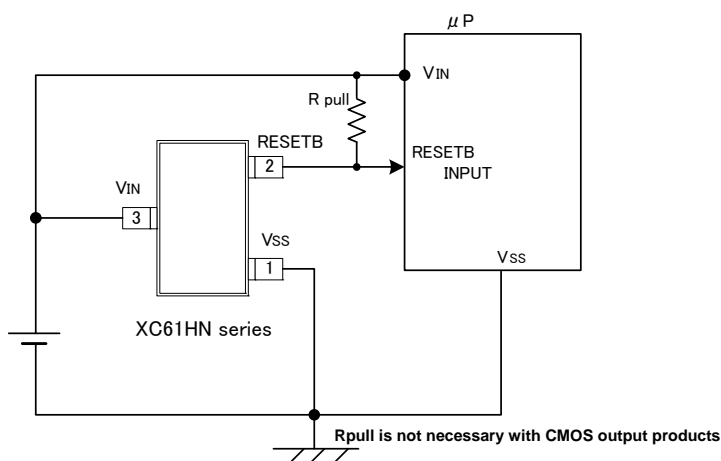 μP
VIN
R pull
RESETB
2
RESETB
INPUT
VIN
3
VSS
1
VSS
XC61HN series
Rpull is not necessary with CMOS output products